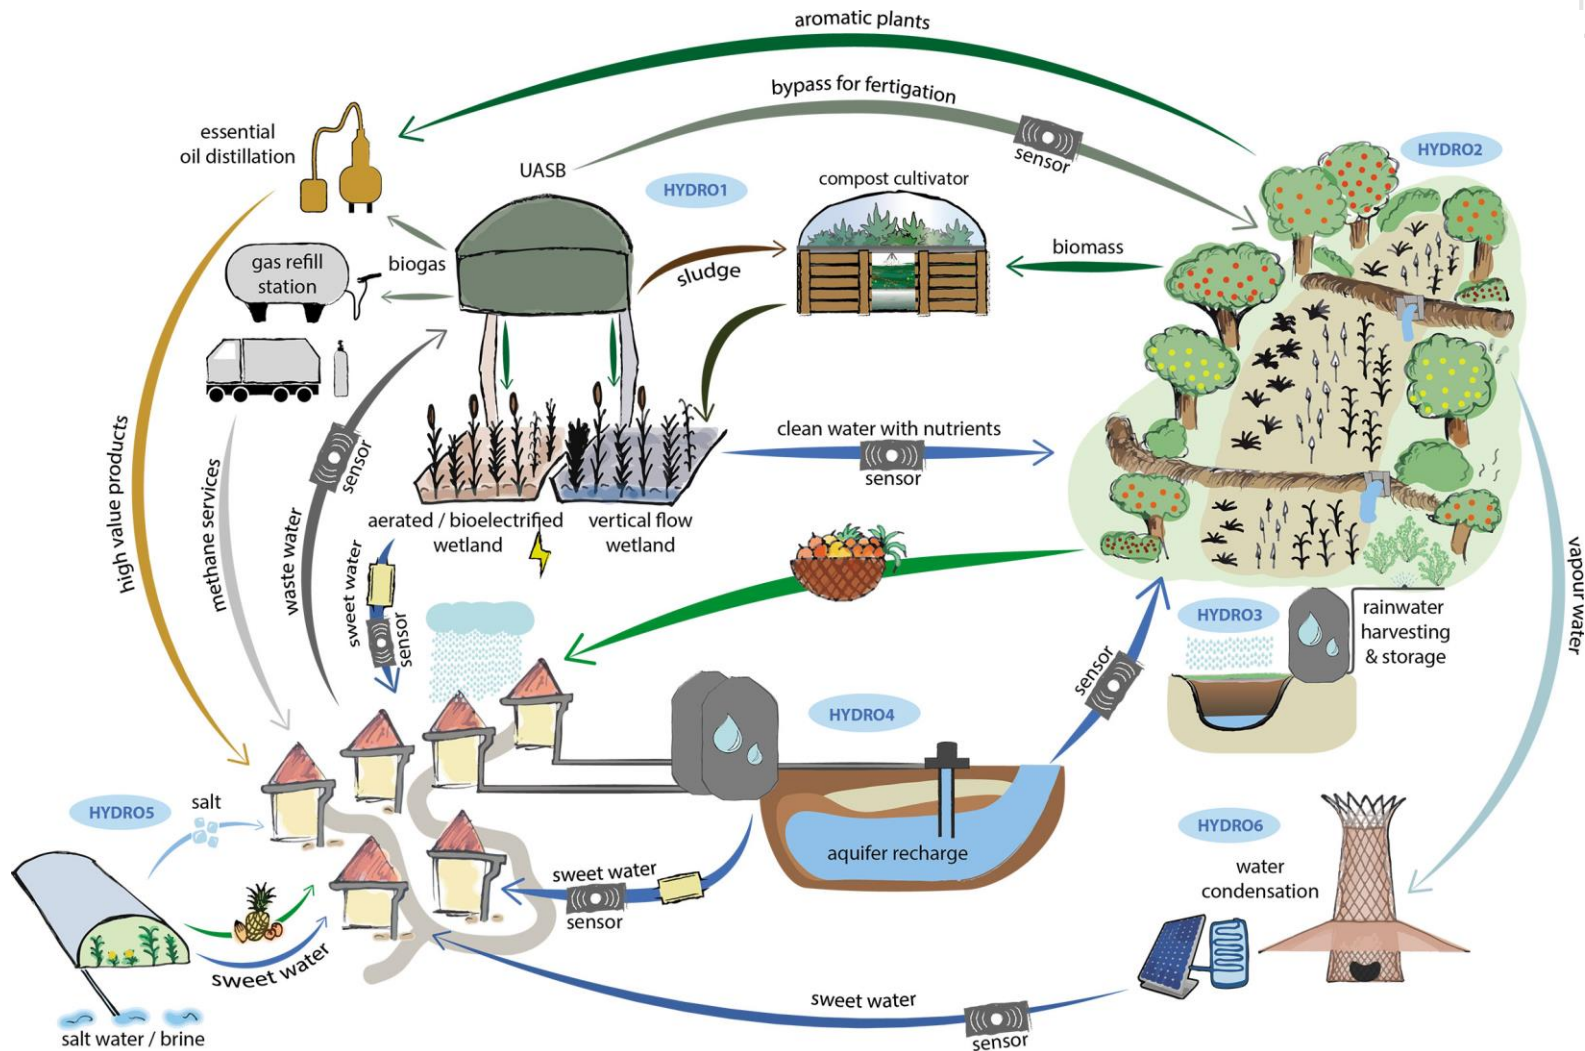 aromatic plants
bypass for fertigation
sensor
essential
oil distillation
UASB
HYDRO1
compost cultivator
HYDRO2
gas refill
station
biogas
sludge
biomass
high value products
methane services
waste water
sensor
clean water with nutrients
sensor
aerated / bioelectrified
wetland
vertical flow
wetland
sweet water
sensor
vapour water
HYDRO3
rainwater
harvesting
& storage
sensor
HYDRO4
aquifer recharge
HYDRO5
salt
sweet water
sensor
HYDRO6
water
condensation
sweet water
salt water / brine
sweet water
sensor